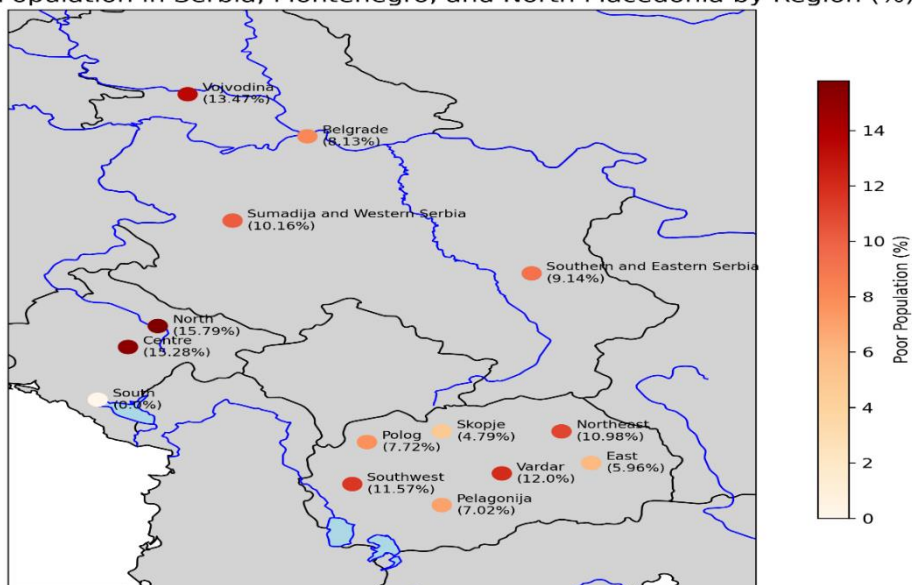 Population in Serbia, Montenegro, and North Macedonia by Region (%)
Vojvodina
(13.47%)
Belgrade
(8.13%)
Sumadija and Western Serbia
(10.16%)
Southern and Eastern Serbia
(9.14%)
North
(15.79%)
Centre
(15.28%)
South
(0.0%)
Skopje
(4.79%)
Northeast
(10.98%)
Polog
(7.72%)
East
(5.96%)
Vardar
(12.0%)
Southwest
(11.57%)
Pelagonija
(7.02%)
14
12
10
8
6
4
2
0
Poor Population (%)